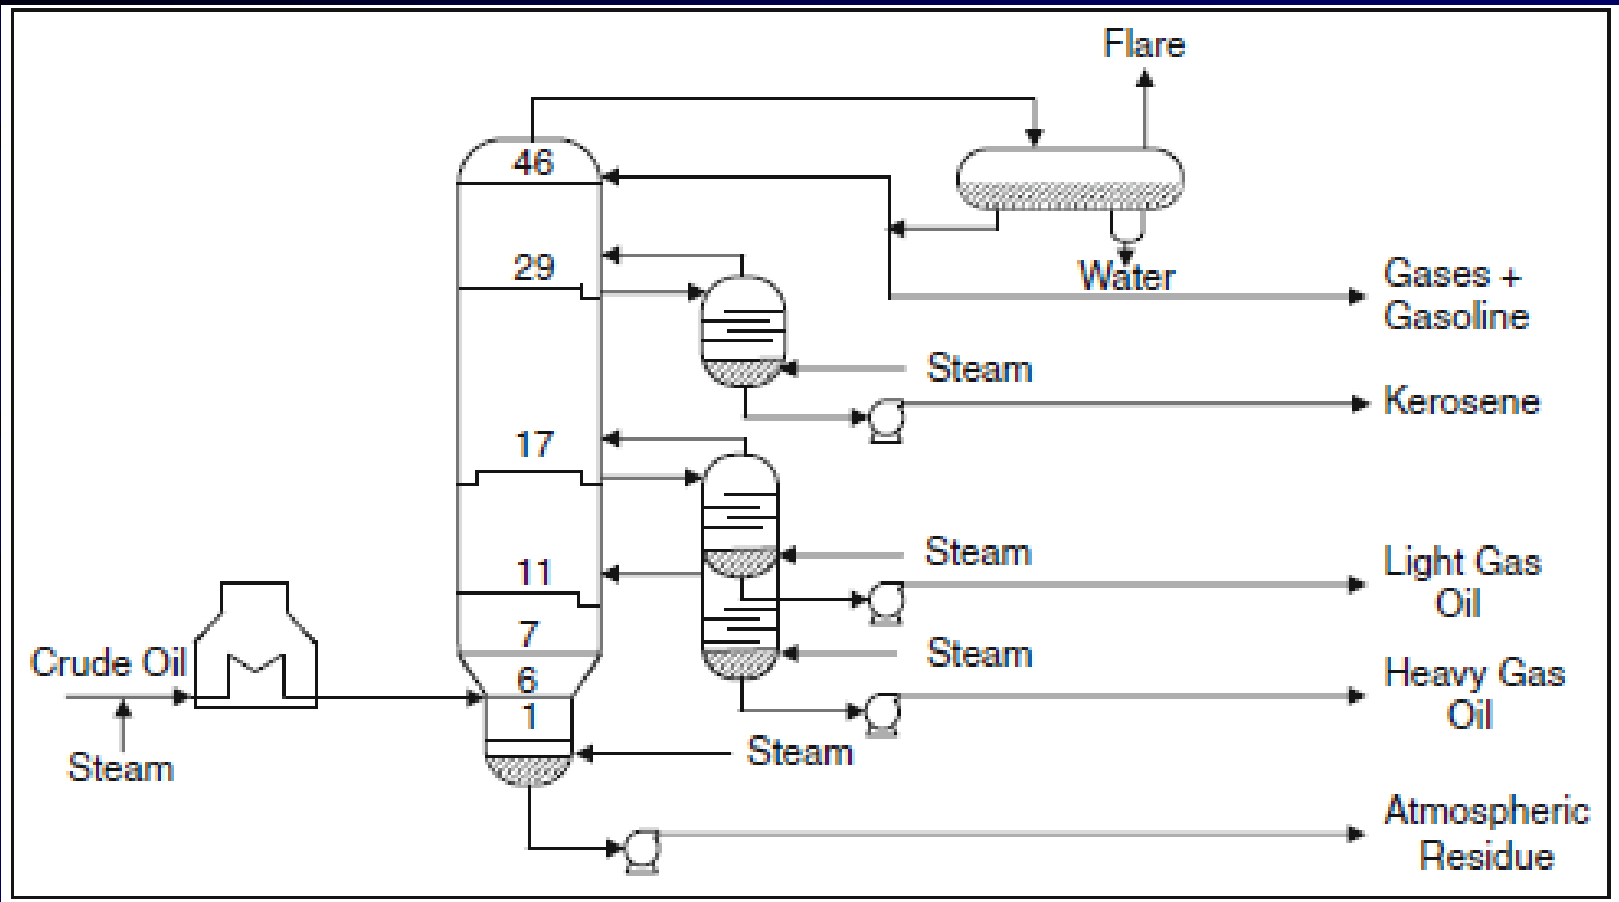 Flare
46
29
Water
Gases +
Gasoline
Steam
Kerosene
17
Steam
Light Gas
Oil
11
7
Steam
Crude Oil
6
Heavy Gas
Oil
1
Steam
Steam
Atmospheric
Residue